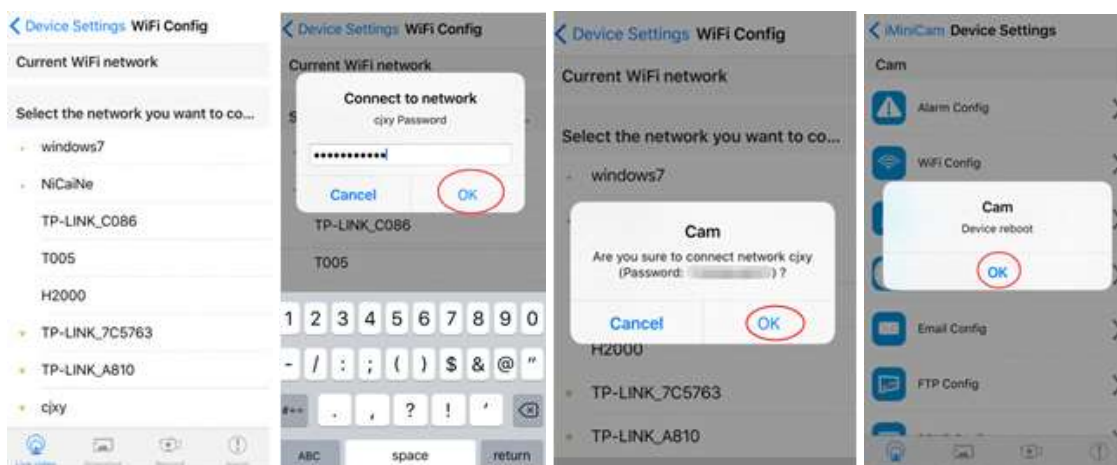 Device Settings WiFi Config
Current WiFi network
Select the network you want to co...
windows7
NiCaiNe
TP-LINK_C086
T005
H2000
TP-LINK_7C5763
TP-LINK_A810
cjxy
Device Settings WiFi Config
Current WiFi network
Connect to network
cjxy Password
•••••••••••
Cancel OK
TP-LINK_C086
T005
1 2 3 4 5 6 7 8 9 0
- / : ; ( ) $ & @ "
#+= . , ? ! '
ABC space return
Device Settings WiFi Config
Current WiFi network
Select the network you want to co...
windows7
Cam
Are you sure to connect network cjxy
(Password: ) ?
Cancel OK
H2000
TP-LINK_7C5763
TP-LINK_A810
iMiniCam Device Settings
Cam
Alarm Config
WiFi Config
Cam
Device reboot
OK
Email Config
FTP Config